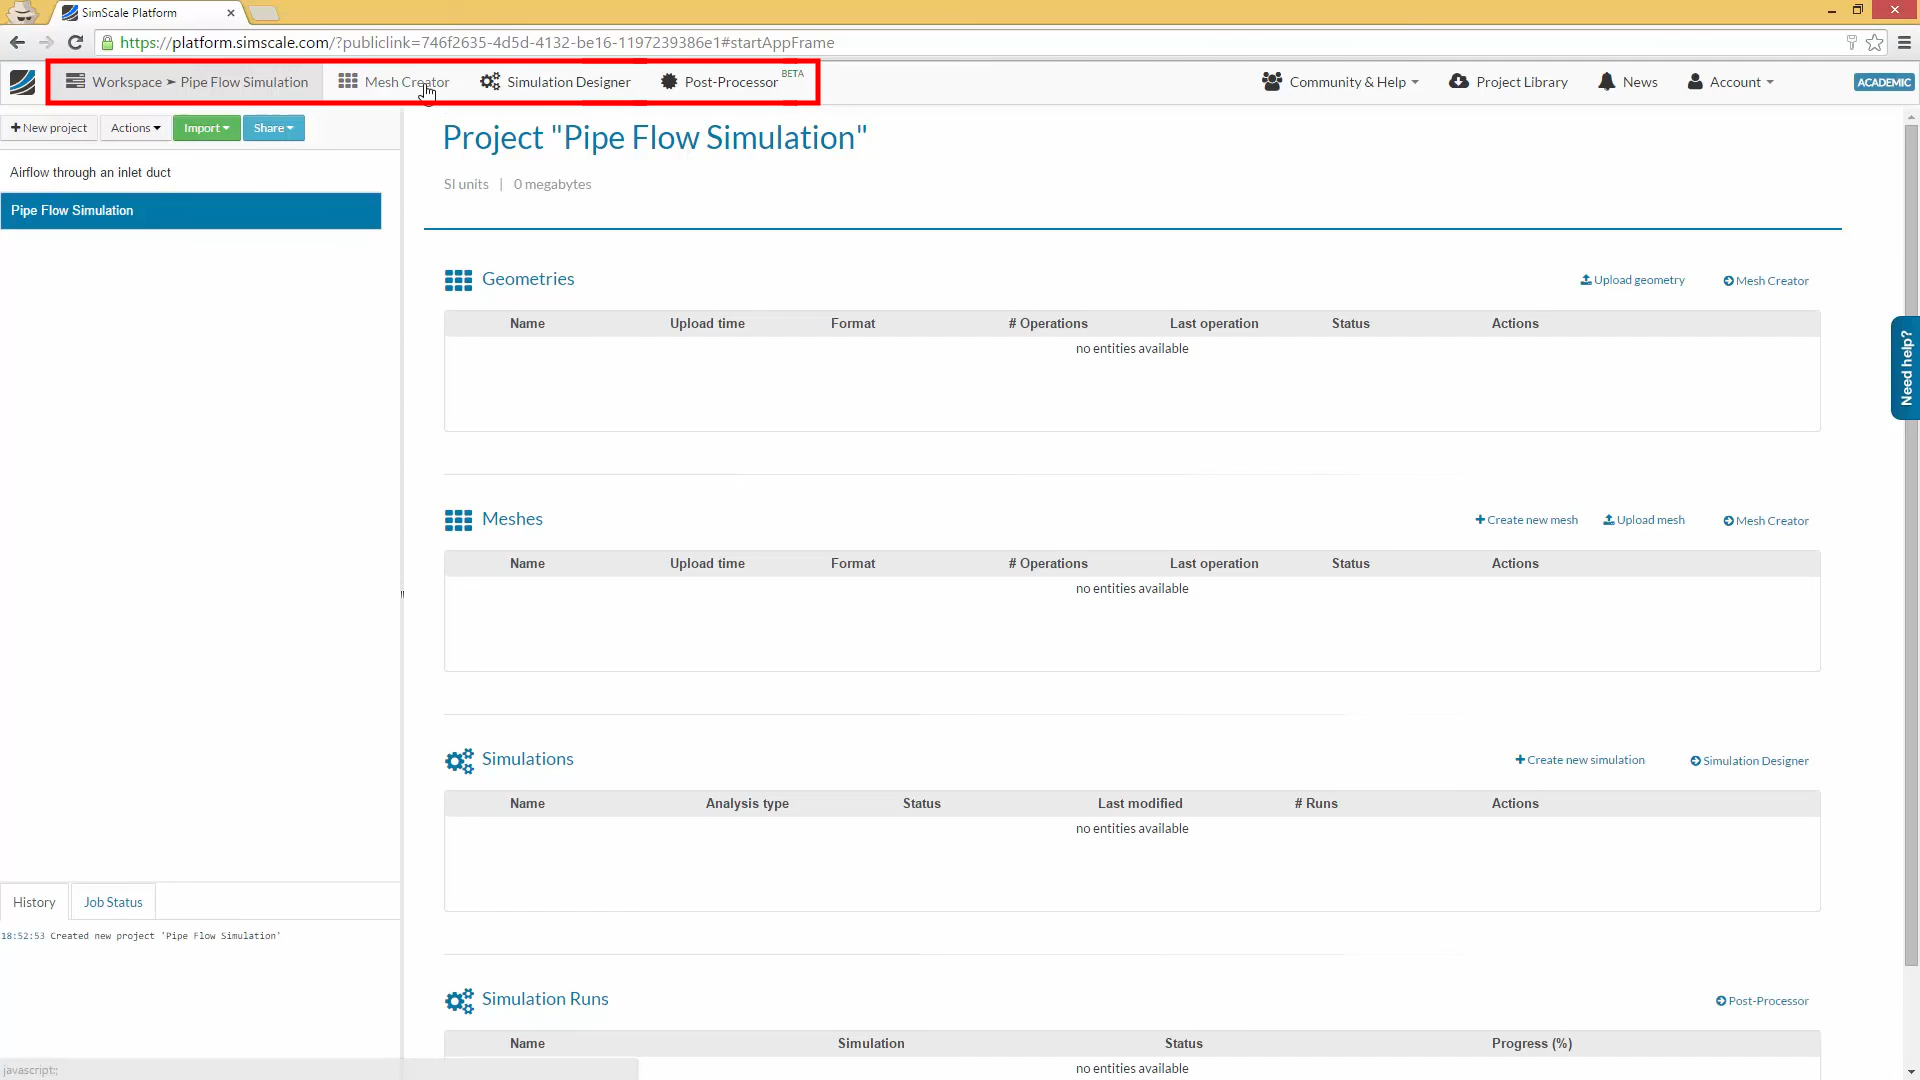 SimScale Platform
https://platform.simscale.com/?publiclink=746f2635-4d5d-4132-be16-1197239386e1#startAppFrame
Workspace ➢ Pipe Flow Simulation Mesh Creator Simulation Designer Post-Processor BETA Community & Help Project Library News Account ACADEMIC
New project Actions Import Share
Airflow through an inlet duct
Pipe Flow Simulation
Project "Pipe Flow Simulation"
SI units | 0 megabytes
Geometries Upload geometry Mesh Creator
Name Upload time Format # Operations Last operation Status Actions
no entities available
Need help?
Meshes Create new mesh Upload mesh Mesh Creator
Name Upload time Format # Operations Last operation Status Actions
no entities available
Simulations Create new simulation Simulation Designer
Name Analysis type Status Last modified # Runs Actions
no entities available
History Job Status
18:52:53 Created new project 'Pipe Flow Simulation'
Simulation Runs Post-Processor
Name Simulation Status Progress (%)
no entities available
javascript:;